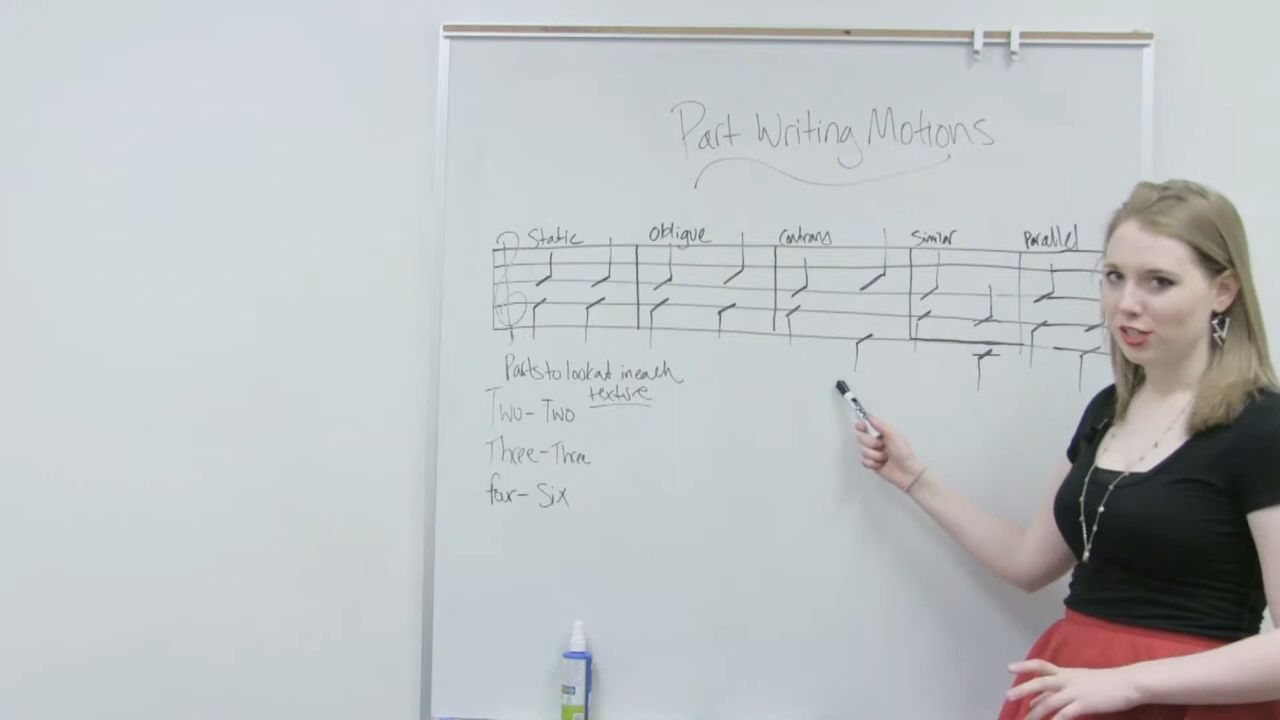 Part Writing Motions
Static Oblique Contrary Similar Parallel
Parts to look at in each
texture
Two-Two
Three-Three
four-Six